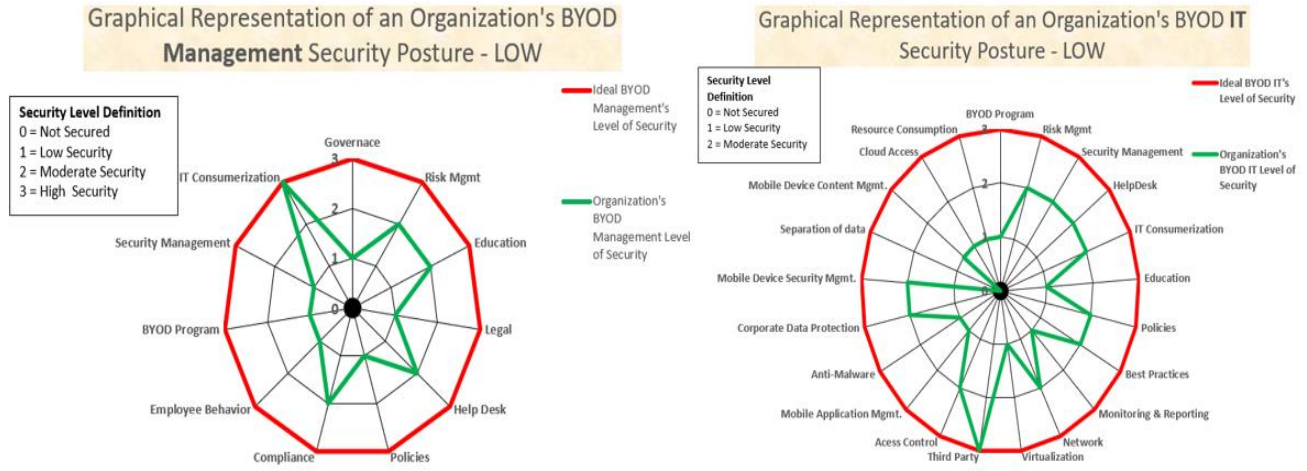 Graphical Representation of an Organization's BYOD
Management Security Posture - LOW
Security Level Definition
0 = Not Secured
1 = Low Security
2 = Moderate Security
3 = High Security
Ideal BYOD
Management's
Level of Security
Organization's
BYOD
Management Level
of Security
Governace
Risk Mgmt
Education
Legal
Help Desk
Policies
Compliance
Employee Behavior
BYOD Program
Security Management
IT Consumerization
3
2
1
0
Graphical Representation of an Organization's BYOD IT
Security Posture - LOW
Security Level
Definition
0 = Not Secured
1 = Low Security
2 = Moderate Security
Ideal BYOD IT's
Level of Security
Organization's
BYOD IT Level of
Security
BYOD Program
Risk Mgmt
Security Management
HelpDesk
IT Consumerization
Education
Policies
Best Practices
Monitoring & Reporting
Network
Virtualization
Third Party
Acess Control
Mobile Application Mgmt.
Anti-Malware
Corporate Data Protection
Mobile Device Security Mgmt.
Separation of data
Mobile Device Content Mgmt.
Cloud Access
Resource Consumption
3
2
1
0